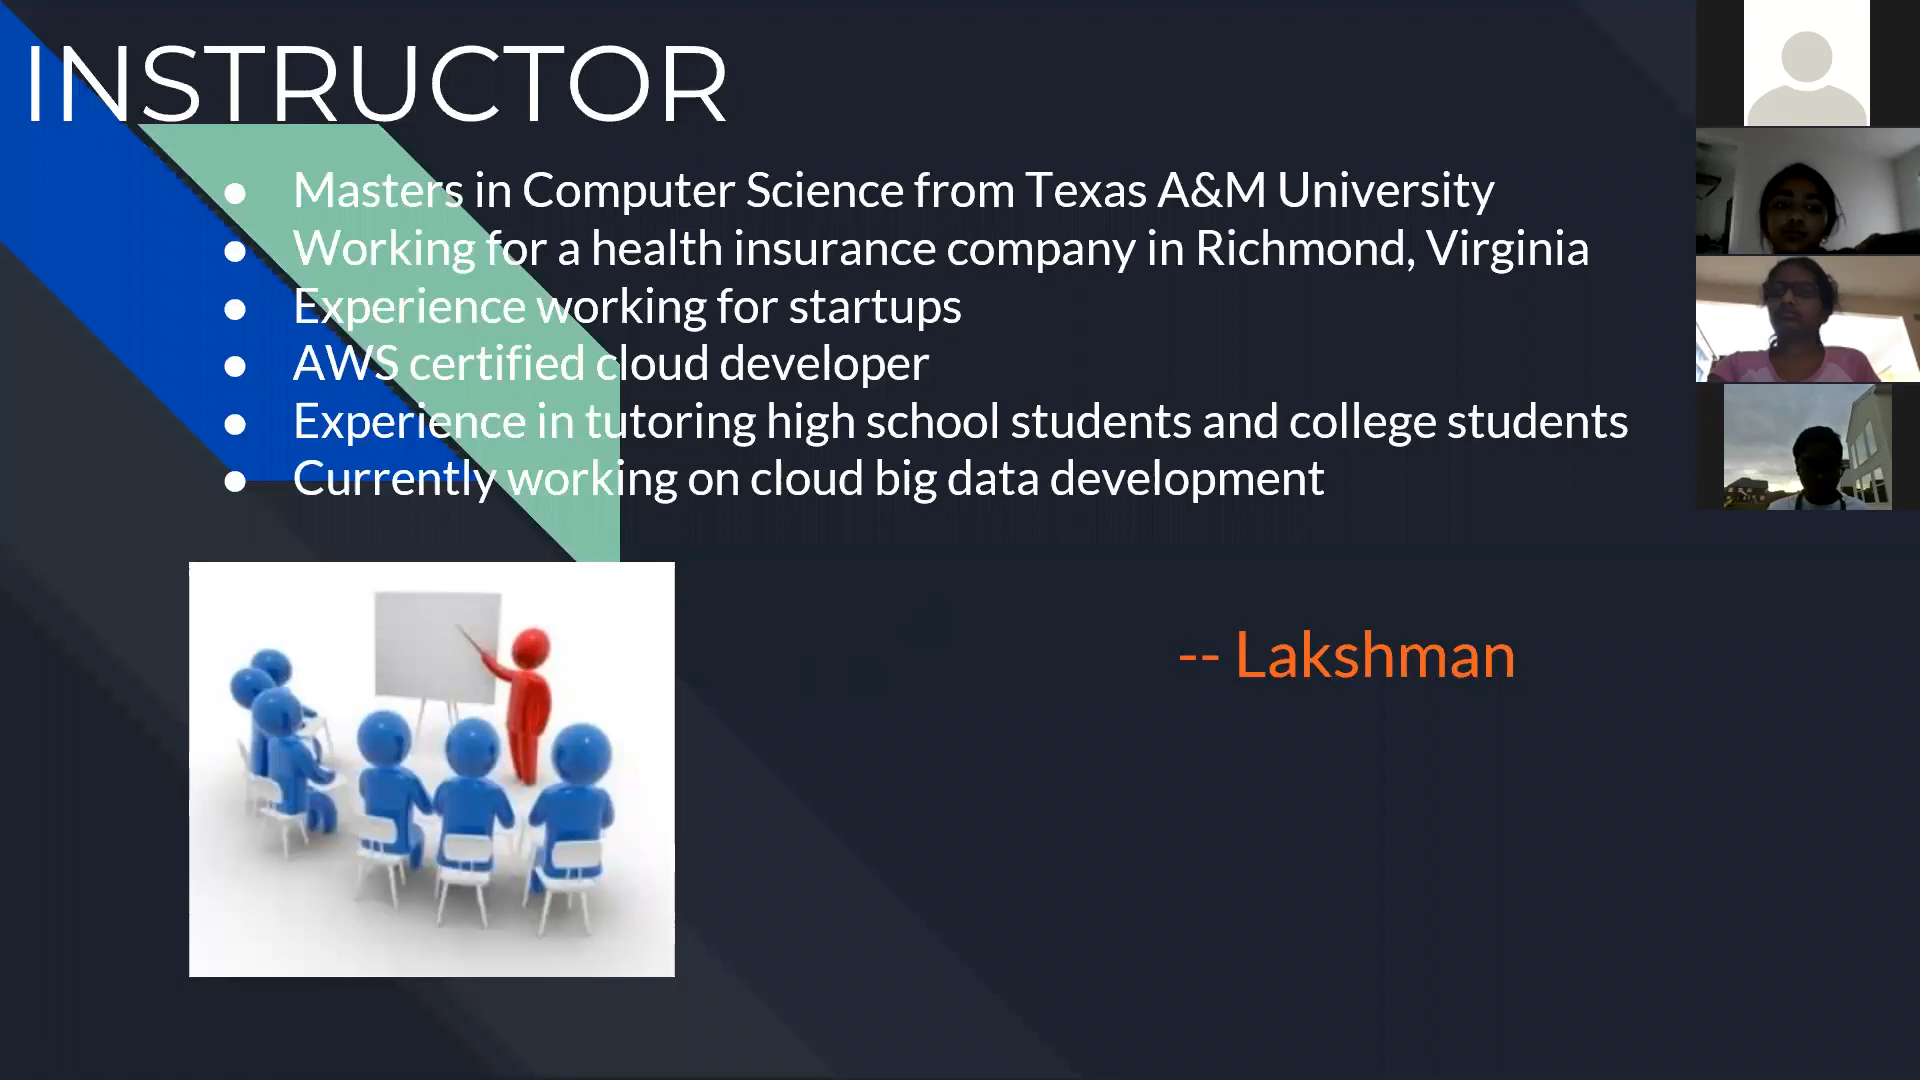 INSTRUCTOR
● Masters in Computer Science from Texas A&M University
● Working for a health insurance company in Richmond, Virginia
● Experience working for startups
● AWS certified cloud developer
● Experience in tutoring high school students and college students
● Currently working on cloud big data development
-- Lakshman